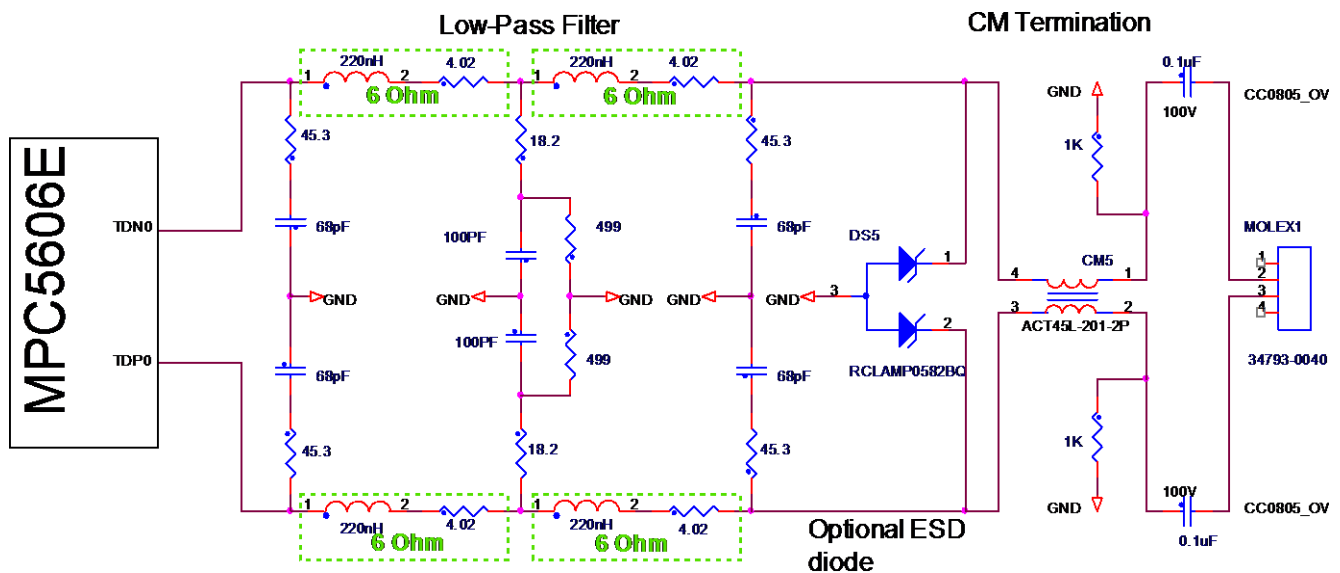 Low-Pass Filter
CM Termination
1 220nH 2 4.02
6 Ohm
1 220nH 2 4.02
6 Ohm
0.1uF
100V
CC0805_OV
GND
1K
45.3
18.2
45.3
MPC5606E
TDN0
TDP0
68pF
100PF
499
68pF
DS5
1
CM5
4
1
MOLEX1
1
2
3
4
GND
GND
GND
GND
GND
3
3
2
ACT45L-201-2P
2
RCLAMP0582BQ
34793-0040
68pF
100PF
499
68pF
45.3
18.2
45.3
1K
GND
100V
CC0805_OV
0.1uF
1 220nH 2 4.02
6 Ohm
1 220nH 2 4.02
6 Ohm
Optional ESD
diode